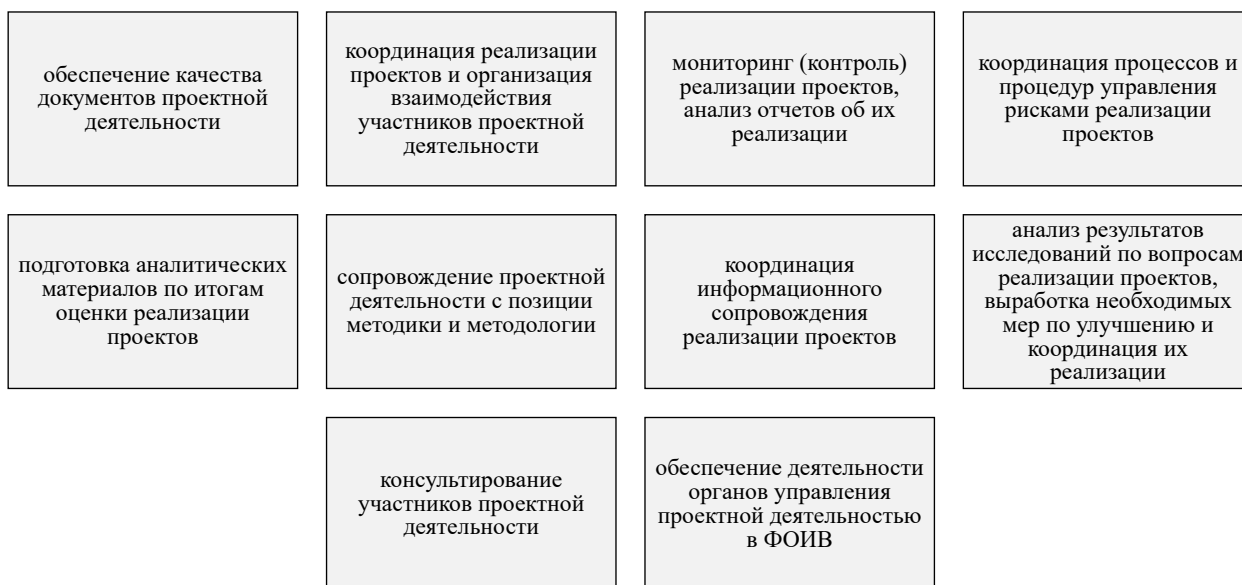 обеспечение качества
документов проектной
деятельности
координация реализации
проектов и организация
взаимодействия
участников проектной
деятельности
мониторинг (контроль)
реализации проектов,
анализ отчетов об их
реализации
координация процессов и
процедур управления
рисками реализации
проектов
подготовка аналитических
материалов по итогам
оценки реализации
проектов
сопровождение проектной
деятельности с позиции
методики и методологии
координация
информационного
сопровождения
реализации проектов
анализ результатов
исследований по вопросам
реализации проектов,
выработка необходимых
мер по улучшению и
координация их
реализации
консультирование
участников проектной
деятельности
обеспечение деятельности
органов управления
проектной деятельностью
в ФОИВ